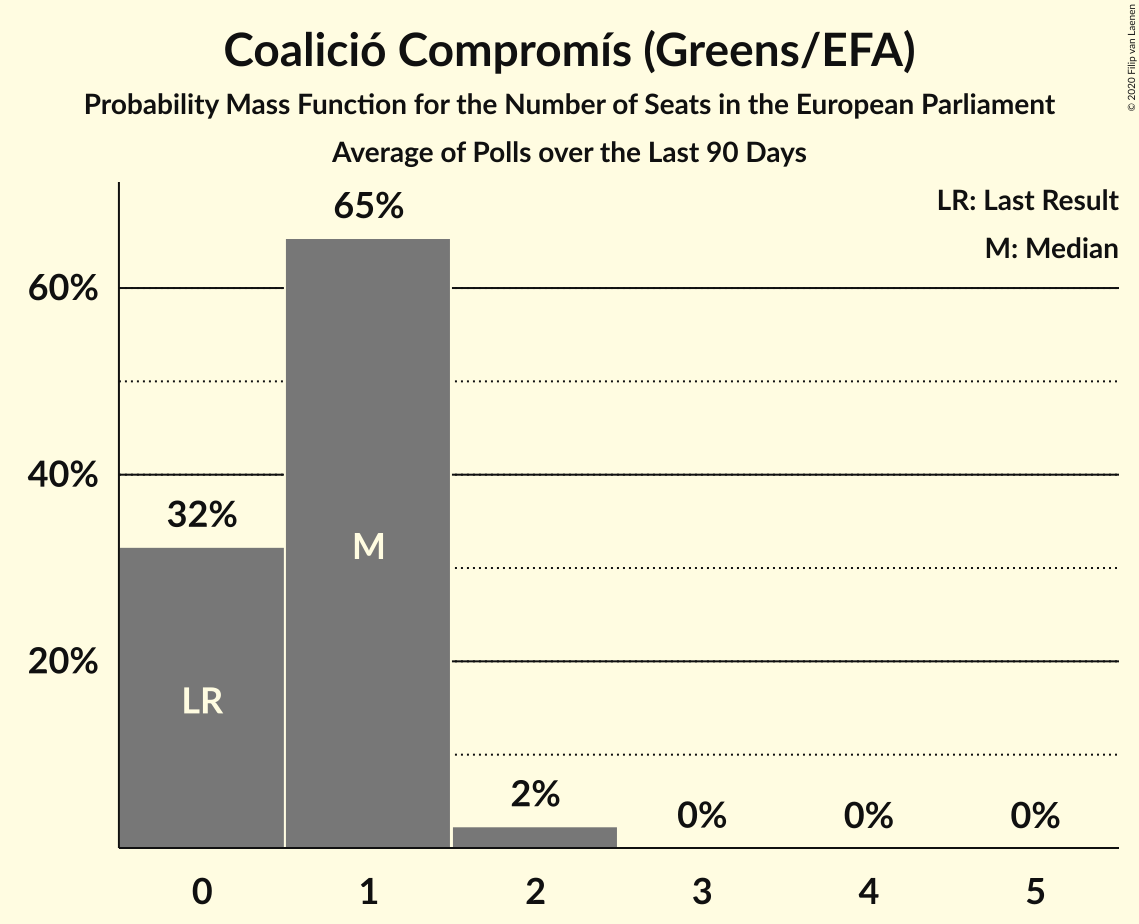 Coalició Compromís (Greens/EFA)
Probability Mass Function for the Number of Seats in the European Parliament
Average of Polls over the Last 90 Days
© 2020 Filip van Laenen
LR: Last Result
M: Median
65%
60%
40%
32%
M
20%
LR
2%
0%
0%
0%
0
1
2
3
4
5